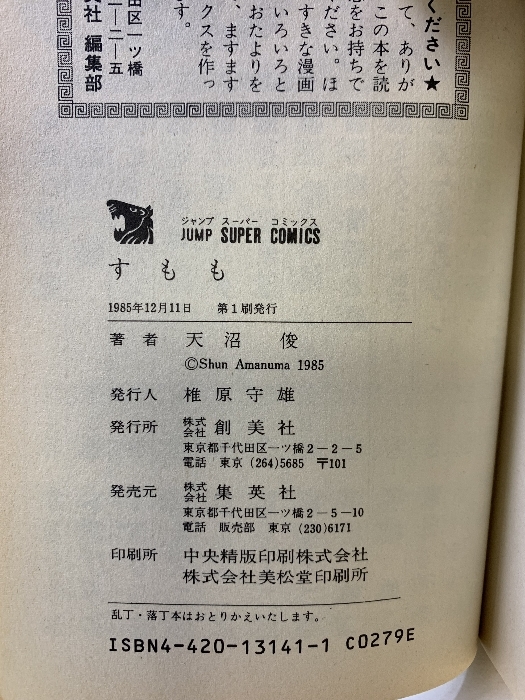 ください★
て、ありが
この本を読
をお持ちで
ください。ほ
すきな漫画
いろいろと
おたよりを
、ますます
クスを作っ
す。
田区一ツ橋
二―二―五
英社 編集部
ジャンプ スーパー コミックス
JUMP SUPER COMICS
すもも
1985年12月11日 第1刷発行
著者 天沼 俊
©Shun Amanuma 1985
発行人 椎原守雄
発行所 株式会社 創美社
東京都千代田区一ツ橋2－2－5
電話 東京 (264)5685 〒101
発売元 株式会社 集英社
東京都千代田区一ツ橋2－5－10
電話 販売部 東京 (230)6171
印刷所 中央精版印刷株式会社
株式会社美松堂印刷所
乱丁・落丁本はおとりかえいたします。
ISBN4-420-13141-1 C0279E